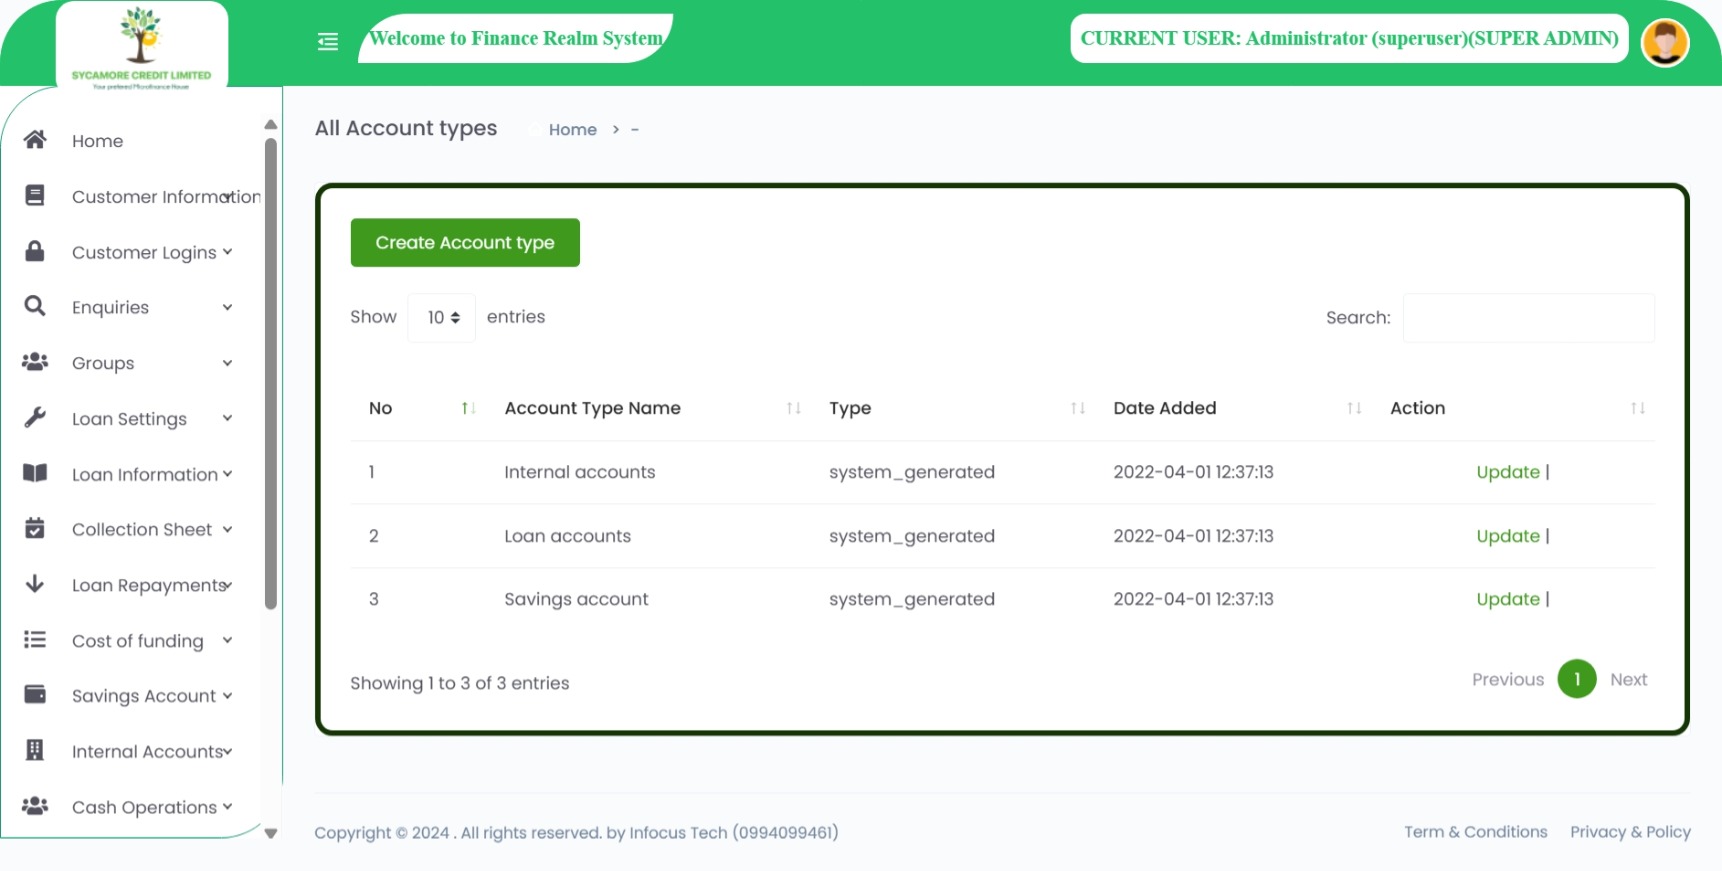 SYCAMORE CREDIT LIMITED
Your prefered Microfinance House
Welcome to Finance Realm System
CURRENT USER: Administrator (superuser)(SUPER ADMIN)
Home
Customer Information
Customer Logins
Enquiries
Groups
Loan Settings
Loan Information
Collection Sheet
Loan Repayments
Cost of funding
Savings Account
Internal Accounts
Cash Operations
All Account types
Home > -
Create Account type
Show 10 entries
Search:
No Account Type Name Type Date Added Action
1 Internal accounts system_generated 2022-04-01 12:37:13 Update |
2 Loan accounts system_generated 2022-04-01 12:37:13 Update |
3 Savings account system_generated 2022-04-01 12:37:13 Update |
Showing 1 to 3 of 3 entries
Previous 1 Next
Copyright © 2024 . All rights reserved. by Infocus Tech (0994099461)
Term & Conditions Privacy & Policy